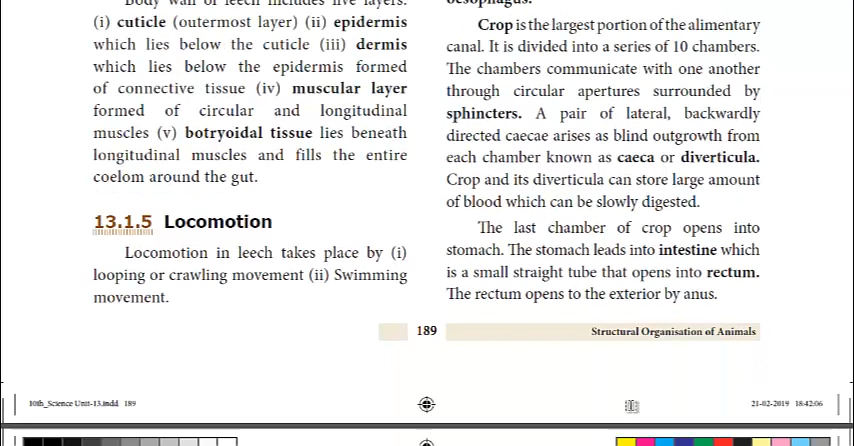 Body wall of leech includes five layers.
(i) cuticle (outermost layer) (ii) epidermis
which lies below the cuticle (iii) dermis
which lies below the epidermis formed
of connective tissue (iv) muscular layer
formed of circular and longitudinal
muscles (v) botryoidal tissue lies beneath
longitudinal muscles and fills the entire
coelom around the gut.
13.1.5 Locomotion
Locomotion in leech takes place by (i)
looping or crawling movement (ii) Swimming
movement.
oesophagus.
Crop is the largest portion of the alimentary
canal. It is divided into a series of 10 chambers.
The chambers communicate with one another
through circular apertures surrounded by
sphincters. A pair of lateral, backwardly
directed caecae arises as blind outgrowth from
each chamber known as caeca or diverticula.
Crop and its diverticula can store large amount
of blood which can be slowly digested.
The last chamber of crop opens into
stomach. The stomach leads into intestine which
is a small straight tube that opens into rectum.
The rectum opens to the exterior by anus.
189 Structural Organisation of Animals
10th_Science Unit-13.indd 189 21-02-2019 18:42:06